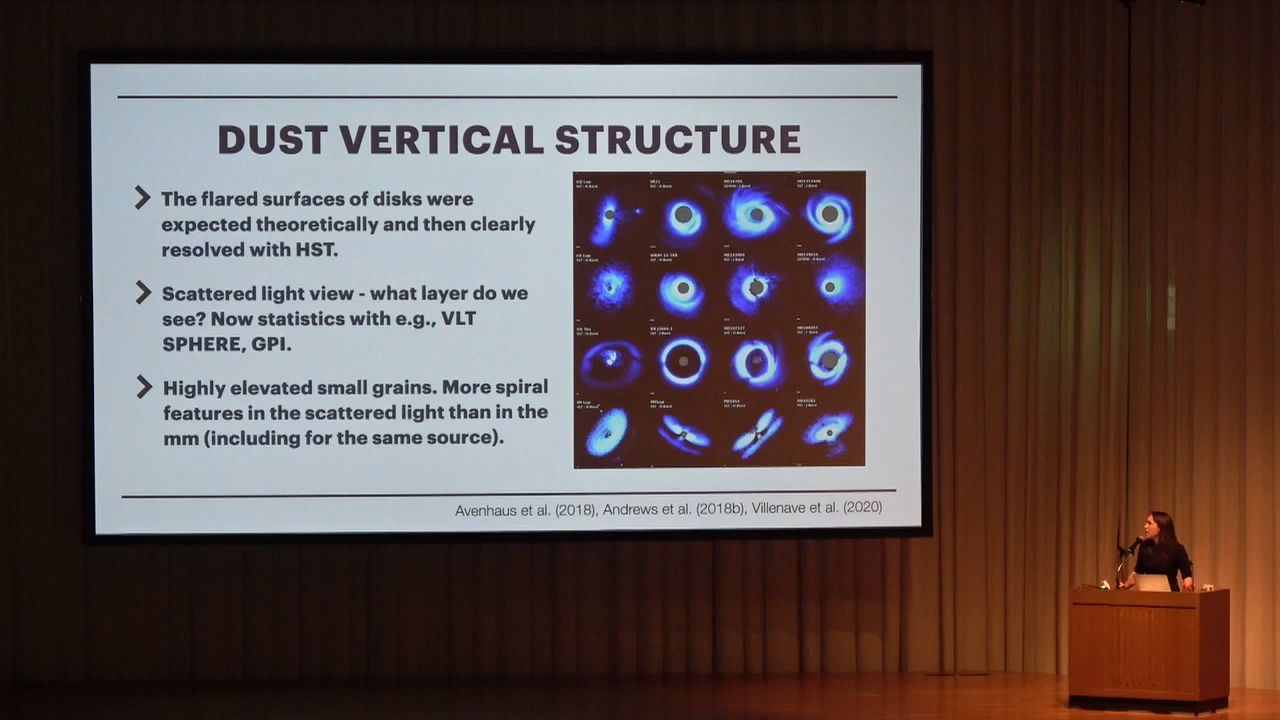 DUST VERTICAL STRUCTURE
The flared surfaces of disks were
expected theoretically and then clearly
resolved with HST.
Scattered light view - what layer do we
see? Now statistics with e.g., VLT
SPHERE, GPI.
Highly elevated small grains. More spiral
features in the scattered light than in the
mm (including for the same source).
Avenhaus et al. (2018), Andrews et al. (2018b), Villenave et al. (2020)